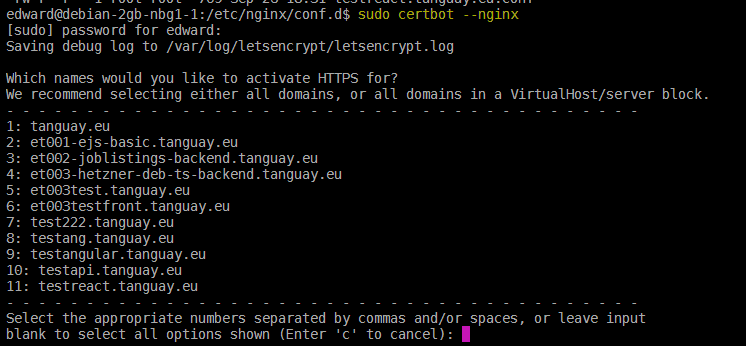 edward@debian-2gb-nbg1-1:/etc/nginx/conf.d$ sudo certbot --nginx
[sudo] password for edward:
Saving debug log to /var/log/letsencrypt/letsencrypt.log
Which names would you like to activate HTTPS for?
We recommend selecting either all domains, or all domains in a VirtualHost/server block.
- - - - - - - - - - - - - - - - - - - - - - - - - - - - - - - - - - - - - - - -
1: tanguay.eu
2: et001-ejs-basic.tanguay.eu
3: et002-joblistings-backend.tanguay.eu
4: et003-hetzner-deb-ts-backend.tanguay.eu
5: et003test.tanguay.eu
6: et003testfront.tanguay.eu
7: test222.tanguay.eu
8: testang.tanguay.eu
9: testangular.tanguay.eu
10: testapi.tanguay.eu
11: testreact.tanguay.eu
- - - - - - - - - - - - - - - - - - - - - - - - - - - - - - - - - - - - - - - -
Select the appropriate numbers separated by commas and/or spaces, or leave input
blank to select all options shown (Enter 'c' to cancel):